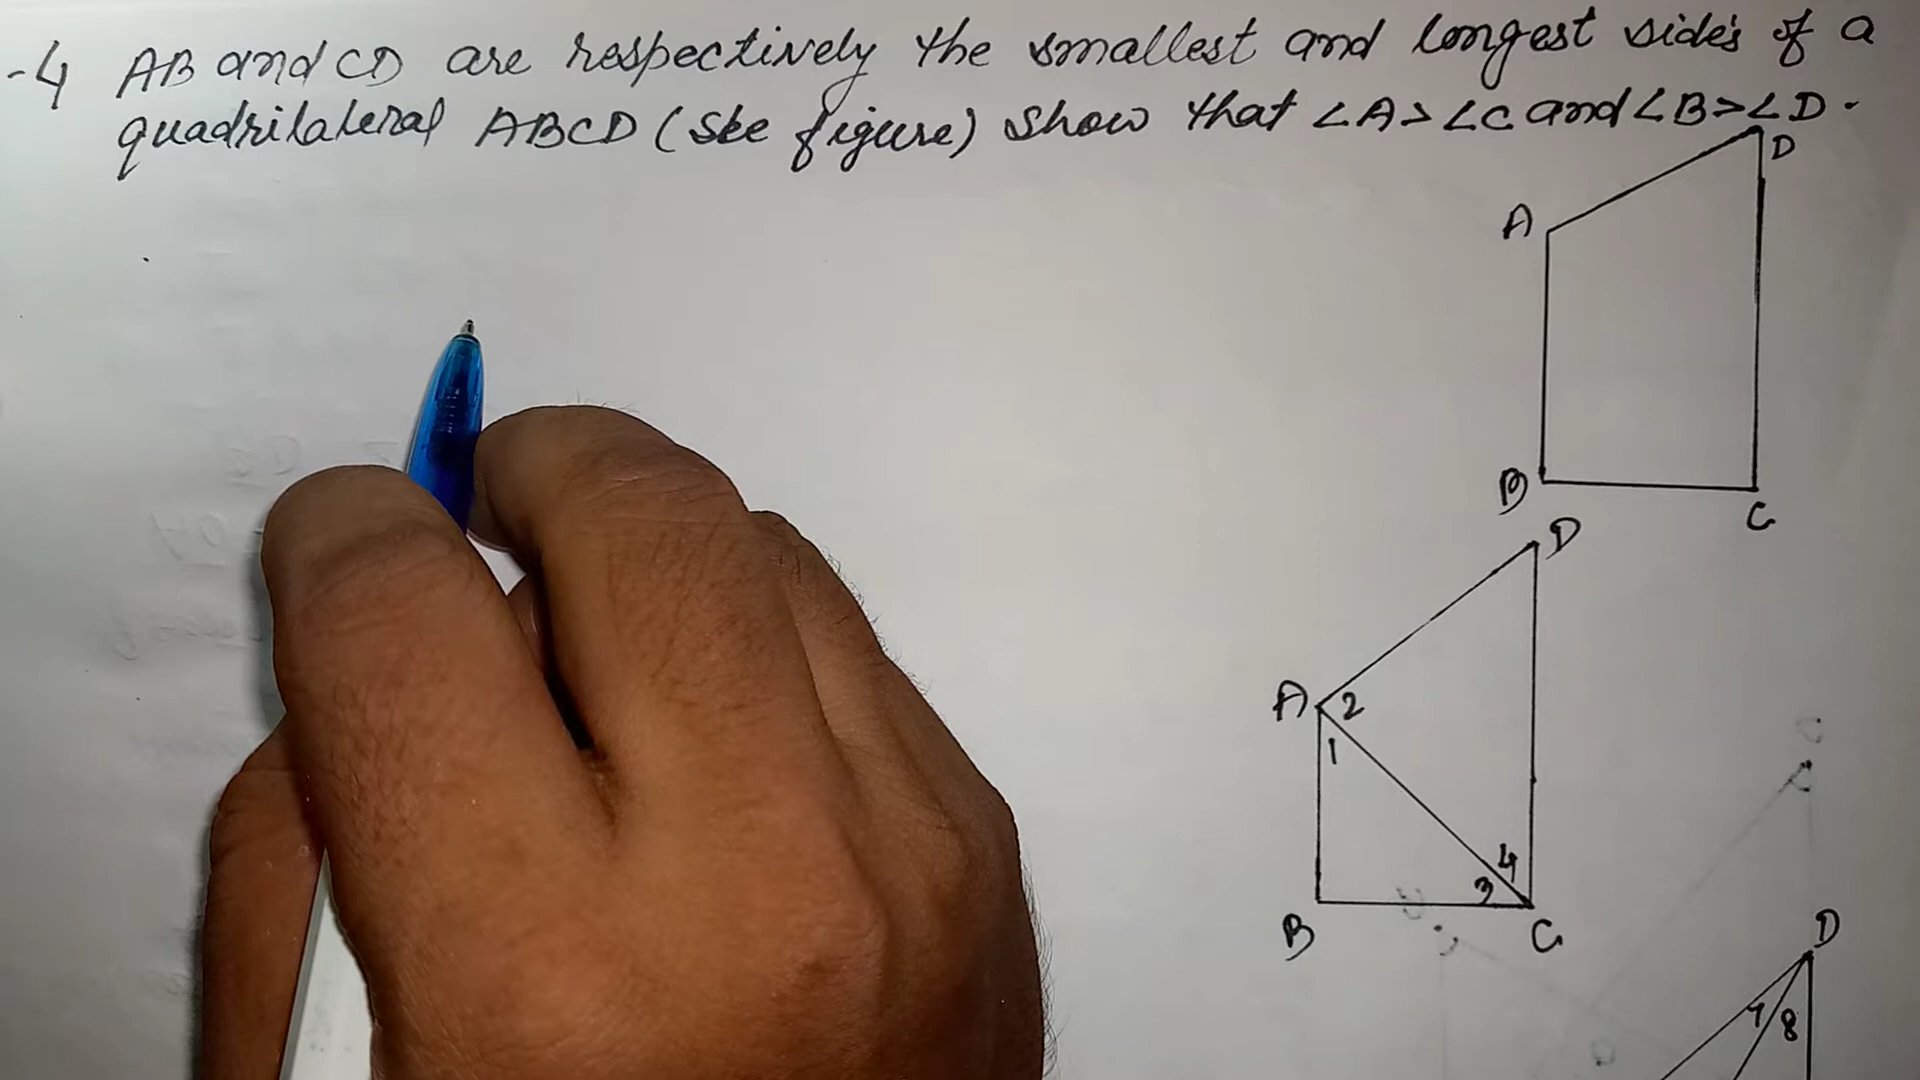 -4 AB and CD are respectively the smallest and longest sides of a
quadrilateral ABCD (See figure) show that ∠A>∠C and ∠B>∠D.
D
A
B
C
D
A 2
1
4
3
B
C
D
7 8